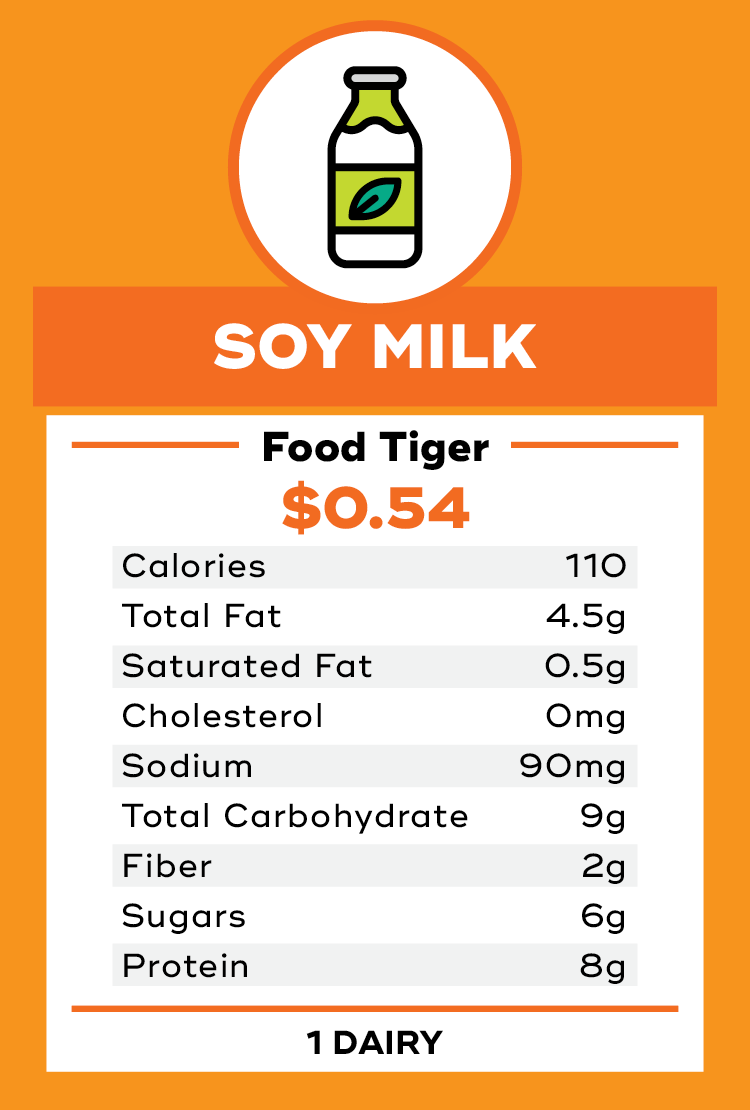 SOY MILK
Food Tiger
$0.54
Calories 110
Total Fat 4.5g
Saturated Fat 0.5g
Cholesterol 0mg
Sodium 90mg
Total Carbohydrate 9g
Fiber 2g
Sugars 6g
Protein 8g
1 DAIRY